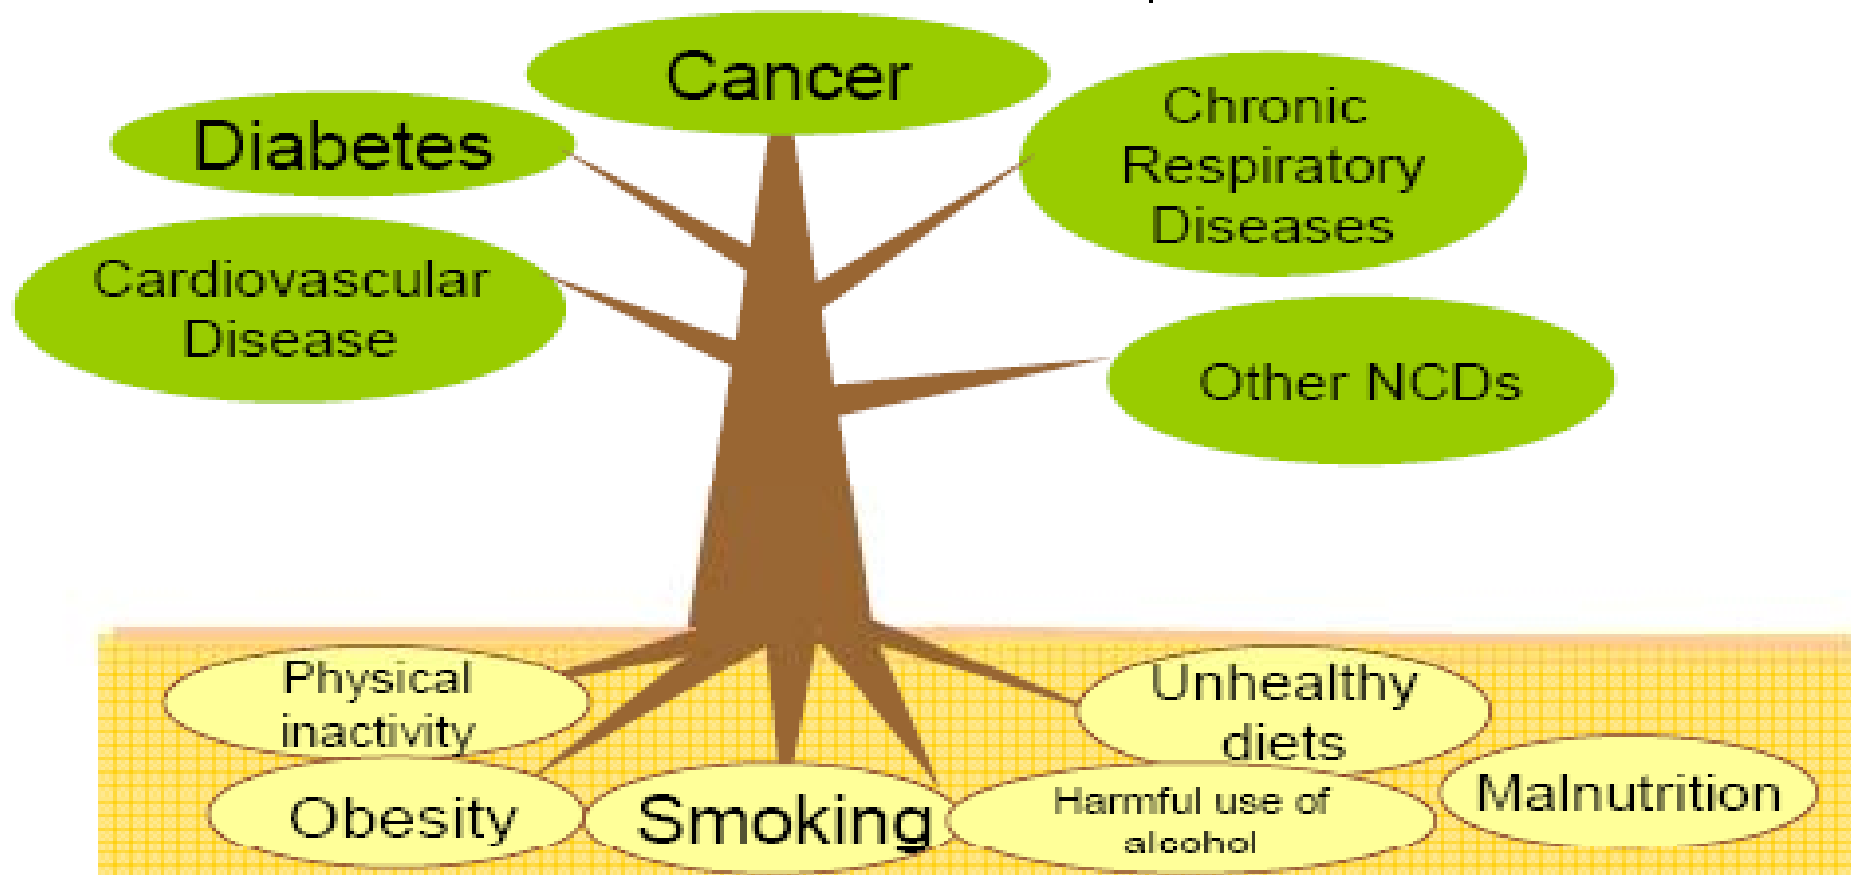 Cancer
Diabetes
Chronic
Respiratory
Diseases
Cardiovascular
Disease
Other NCDs
Physical
inactivity
Unhealthy
diets
Obesity
Smoking
Harmful use of
alcohol
Malnutrition